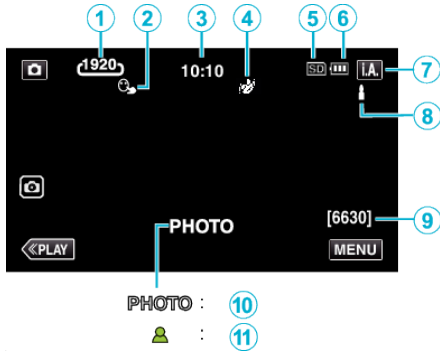 1 2 3 4 5 6
1920 10:10 SD i.A. 7
8
[6630] 9
PHOTO
≪PLAY MENU
PHOTO : 10
: 11